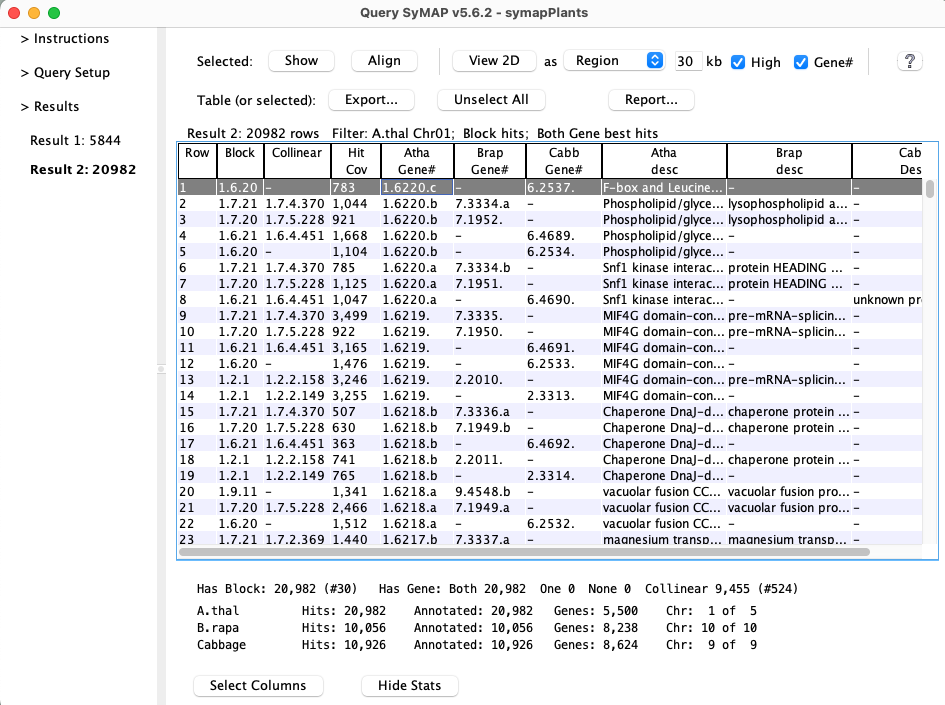 Query SyMAP v5.6.2 - symapPlants
> Instructions
> Query Setup
> Results
Result 1: 5844
Result 2: 20982
Selected: Show Align View 2D as Region 30 kb High Gene# ?
Table (or selected): Export... Unselect All Report...
Result 2: 20982 rows Filter: A.thal Chr01; Block hits; Both Gene best hits
Row Block Collinear Hit Atha Brap Cabb Atha Brap Cab
Cov Gene# Gene# Gene# desc desc Des
1 1.6.20 - 783 1.6220.c - 6.2537. F-box and Leucine... - -
2 1.7.21 1.7.4.370 1,044 1.6220.b 7.3334.a - Phospholipid/glyce... lysophospholipid a... -
3 1.7.20 1.7.5.228 921 1.6220.b 7.1952. - Phospholipid/glyce... lysophospholipid a... -
4 1.6.21 1.6.4.451 1,668 1.6220.b - 6.4689. Phospholipid/glyce... - -
5 1.6.20 - 1,104 1.6220.b - 6.2534. Phospholipid/glyce... - -
6 1.7.21 1.7.4.370 785 1.6220.a 7.3334.b - Snf1 kinase interac... protein HEADING ... -
7 1.7.20 1.7.5.228 1,125 1.6220.a 7.1951. - Snf1 kinase interac... protein HEADING ... -
8 1.6.21 1.6.4.451 1,047 1.6220.a - 6.4690. Snf1 kinase interac... - unknown pr
9 1.7.21 1.7.4.370 3,499 1.6219. 7.3335. - MIF4G domain-con... pre-mRNA-splicin... -
10 1.7.20 1.7.5.228 922 1.6219. 7.1950. - MIF4G domain-con... pre-mRNA-splicin... -
11 1.6.21 1.6.4.451 3,165 1.6219. - 6.4691. MIF4G domain-con... - -
12 1.6.20 - 1,476 1.6219. - 6.2533. MIF4G domain-con... - -
13 1.2.1 1.2.2.158 3,246 1.6219. 2.2010. - MIF4G domain-con... pre-mRNA-splicin... -
14 1.2.1 1.2.2.149 3,255 1.6219. - 2.3313. MIF4G domain-con... - -
15 1.7.21 1.7.4.370 507 1.6218.b 7.3336.a - Chaperone DnaJ-d... chaperone protein ... -
16 1.7.20 1.7.5.228 630 1.6218.b 7.1949.b - Chaperone DnaJ-d... chaperone protein ... -
17 1.6.21 1.6.4.451 363 1.6218.b - 6.4692. Chaperone DnaJ-d... - -
18 1.2.1 1.2.2.158 741 1.6218.b 2.2011. - Chaperone DnaJ-d... chaperone protein ... -
19 1.2.1 1.2.2.149 765 1.6218.b - 2.3314. Chaperone DnaJ-d... - -
20 1.9.11 - 1,341 1.6218.a 9.4548.b - vacuolar fusion CC... vacuolar fusion pro... -
21 1.7.20 1.7.5.228 2,466 1.6218.a 7.1949.a - vacuolar fusion CC... vacuolar fusion pro... -
22 1.6.20 - 1,512 1.6218.a - 6.2532. vacuolar fusion CC... - -
23 1.7.21 1.7.2.369 1,440 1.6217.b 7.3337.a - magnesium transp... magnesium transp... -
Has Block: 20,982 (#30) Has Gene: Both 20,982 One 0 None 0 Collinear 9,455 (#524)
A.thal Hits: 20,982 Annotated: 20,982 Genes: 5,500 Chr: 1 of 5
B.rapa Hits: 10,056 Annotated: 10,056 Genes: 8,238 Chr: 10 of 10
Cabbage Hits: 10,926 Annotated: 10,926 Genes: 8,624 Chr: 9 of 9
Select Columns Hide Stats